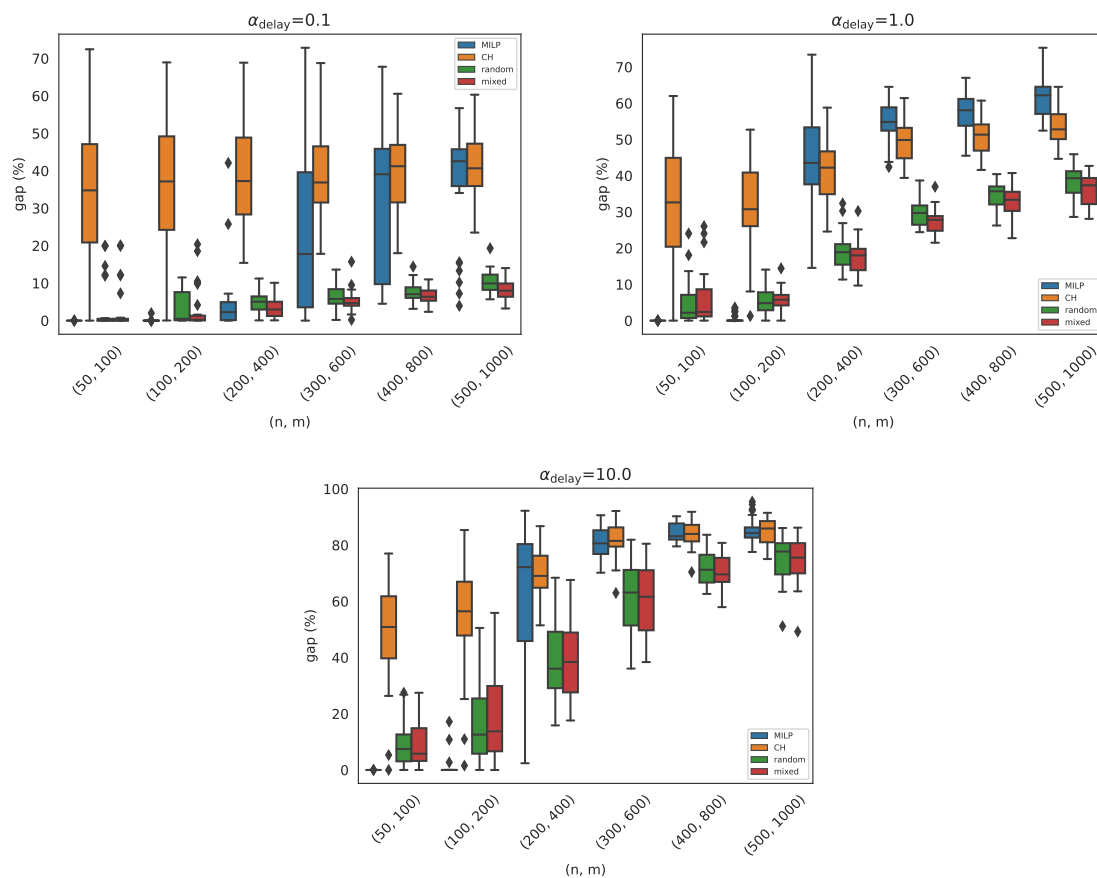 α_delay=0.1
gap (%)
70
60
50
40
30
20
10
0
MILP
CH
random
mixed
(50, 100)
(100, 200)
(200, 400)
(300, 600)
(400, 800)
(500, 1000)
(n, m)
α_delay=1.0
gap (%)
70
60
50
40
30
20
10
0
MILP
CH
random
mixed
(50, 100)
(100, 200)
(200, 400)
(300, 600)
(400, 800)
(500, 1000)
(n, m)
α_delay=10.0
gap (%)
100
80
60
40
20
0
MILP
CH
random
mixed
(50, 100)
(100, 200)
(200, 400)
(300, 600)
(400, 800)
(500, 1000)
(n, m)